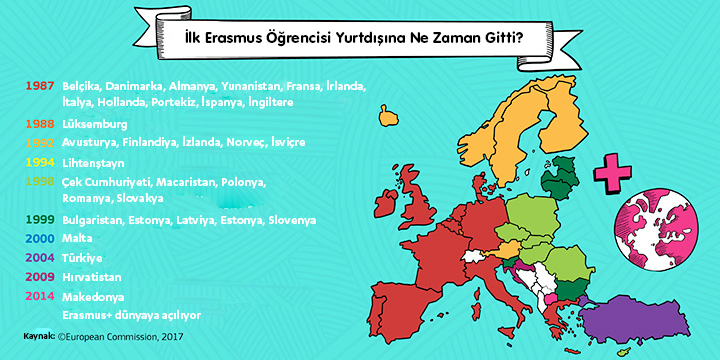 İlk Erasmus Öğrencisi Yurtdışına Ne Zaman Gitti?
1987 Belçika, Danimarka, Almanya, Yunanistan, Fransa, İrlanda,
İtalya, Hollanda, Portekiz, İspanya, İngiltere
1988 Lüksemburg
1992 Avusturya, Finlandiya, İzlanda, Norveç, İsviçre
1994 Lihtenştayn
1998 Çek Cumhuriyeti, Macaristan, Polonya,
Romanya, Slovakya
1999 Bulgaristan, Estonya, Latviya, Estonya, Slovenya
2000 Malta
2004 Türkiye
2009 Hırvatistan
2014 Makedonya
Erasmus+ dünyaya açılıyor
Kaynak: ©European Commission, 2017